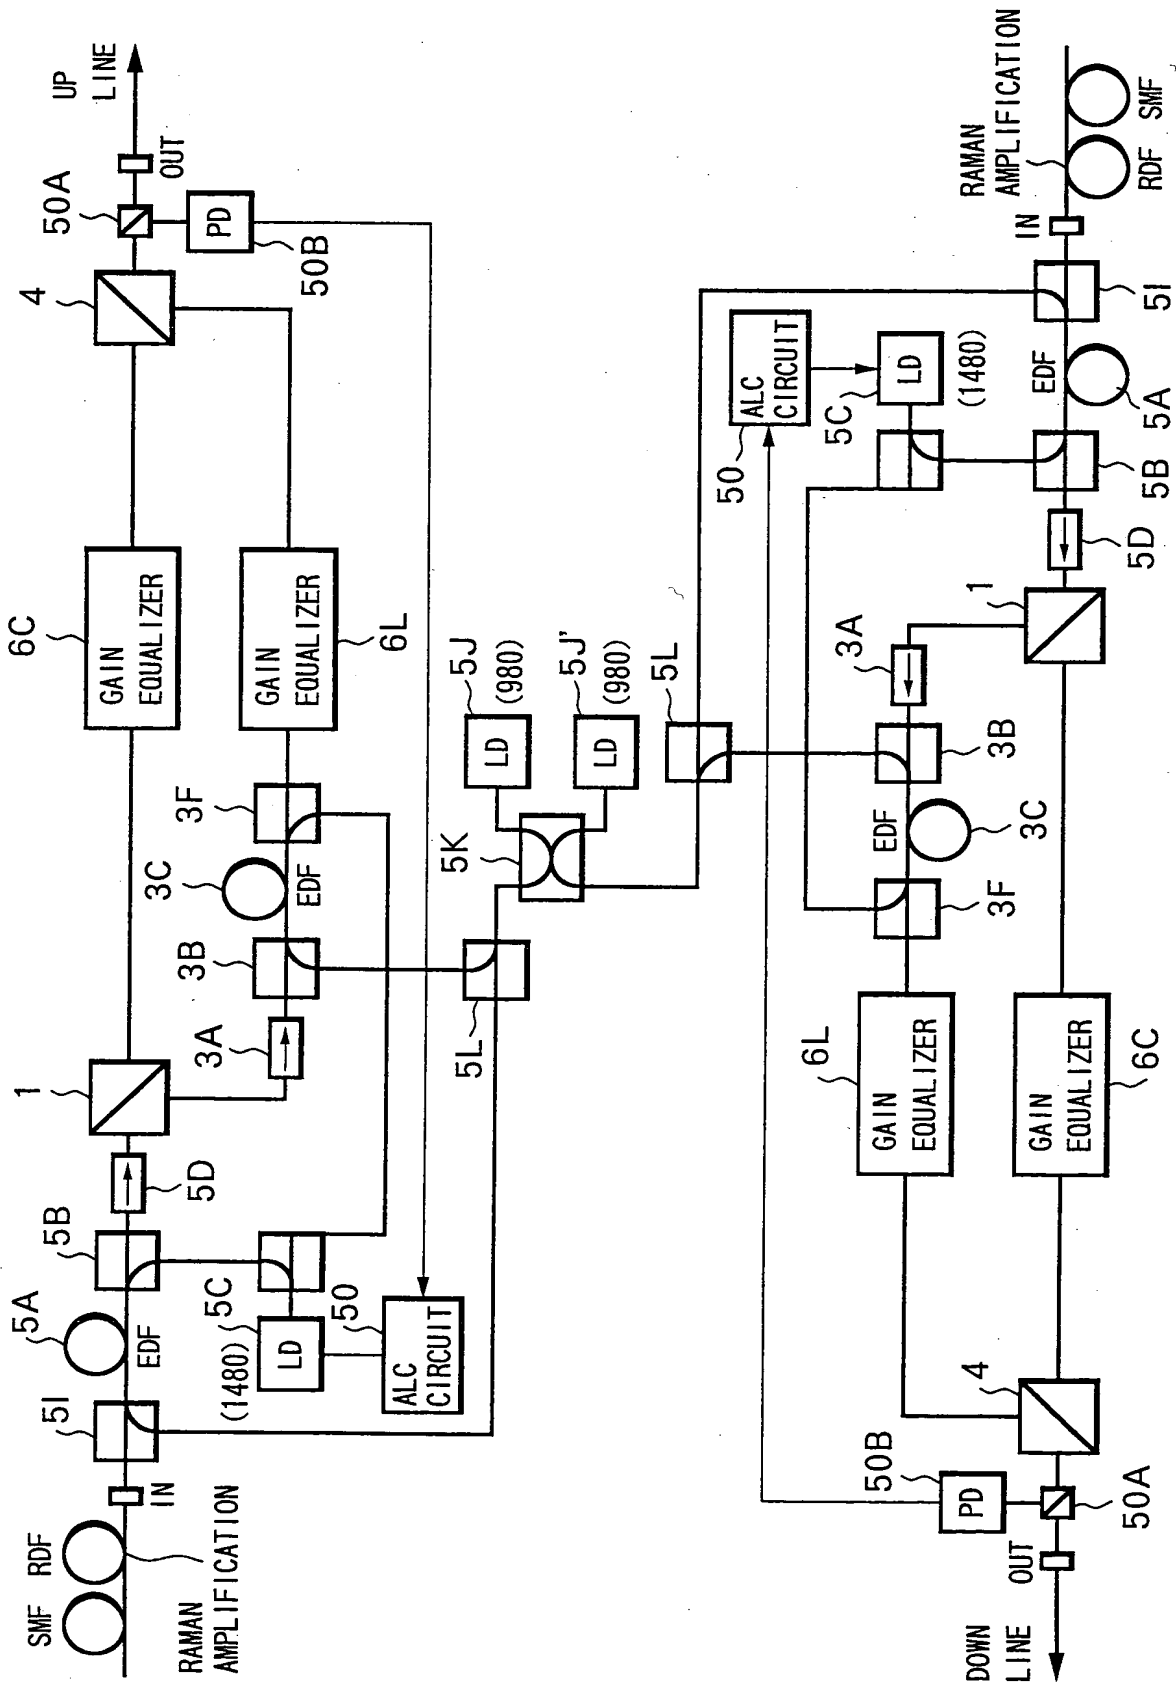 SMF
RDF
RAMAN
AMPLIFICATION
IN
5I
5A
EDF
5B
5D
1
(1480)
LD
5C
ALC
CIRCUIT
50
3A
3B
3C
EDF
3F
GAIN
EQUALIZER
6C
GAIN
EQUALIZER
6L
4
50A
PD
50B
OUT
UP
LINE
5L
5K
LD
5J
(980)
LD
5J'
(980)
5L
DOWN
LINE
OUT
50A
PD
50B
4
GAIN
EQUALIZER
6L
GAIN
EQUALIZER
6C
3F
EDF
3C
3B
3A
1
5D
5B
ALC
CIRCUIT
50
LD
5C
(1480)
EDF
5A
5I
IN
RAMAN
AMPLIFICATION
RDF
SMF